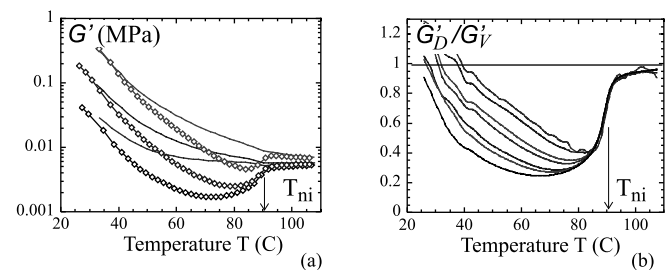 G' (MPa)
1
0.1
0.01
0.001
20 40 60 80 100
T_ni
Temperature T (C)
(a)
G'_D/G'_V
1.2
1
0.8
0.6
0.4
0.2
0
20 40 60 80 100
T_ni
Temperature T (C)
(b)